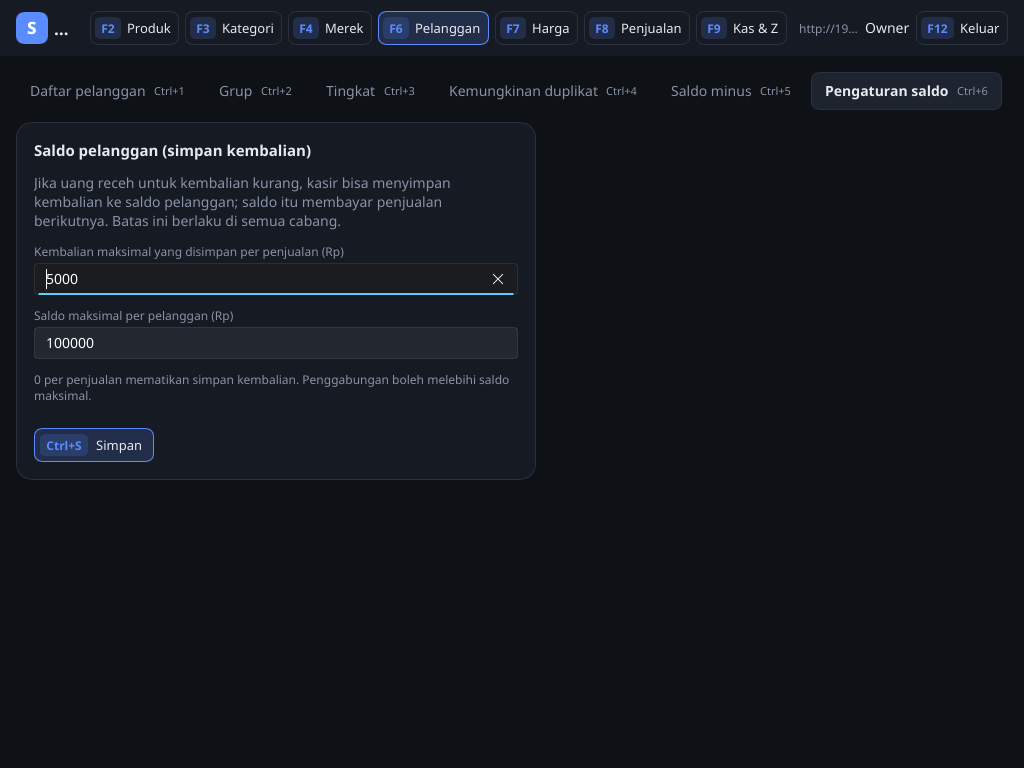 S ...
F2 Produk
F3 Kategori
F4 Merek
F6 Pelanggan
F7 Harga
F8 Penjualan
F9 Kas & Z
http://19...
Owner
F12 Keluar
Daftar pelanggan Ctrl+1
Grup Ctrl+2
Tingkat Ctrl+3
Kemungkinan duplikat Ctrl+4
Saldo minus Ctrl+5
Pengaturan saldo Ctrl+6
Saldo pelanggan (simpan kembalian)
Jika uang receh untuk kembalian kurang, kasir bisa menyimpan
kembalian ke saldo pelanggan; saldo itu membayar penjualan
berikutnya. Batas ini berlaku di semua cabang.
Kembalian maksimal yang disimpan per penjualan (Rp)
5000
Saldo maksimal per pelanggan (Rp)
100000
0 per penjualan mematikan simpan kembalian. Penggabungan boleh melebihi saldo
maksimal.
Ctrl+S Simpan